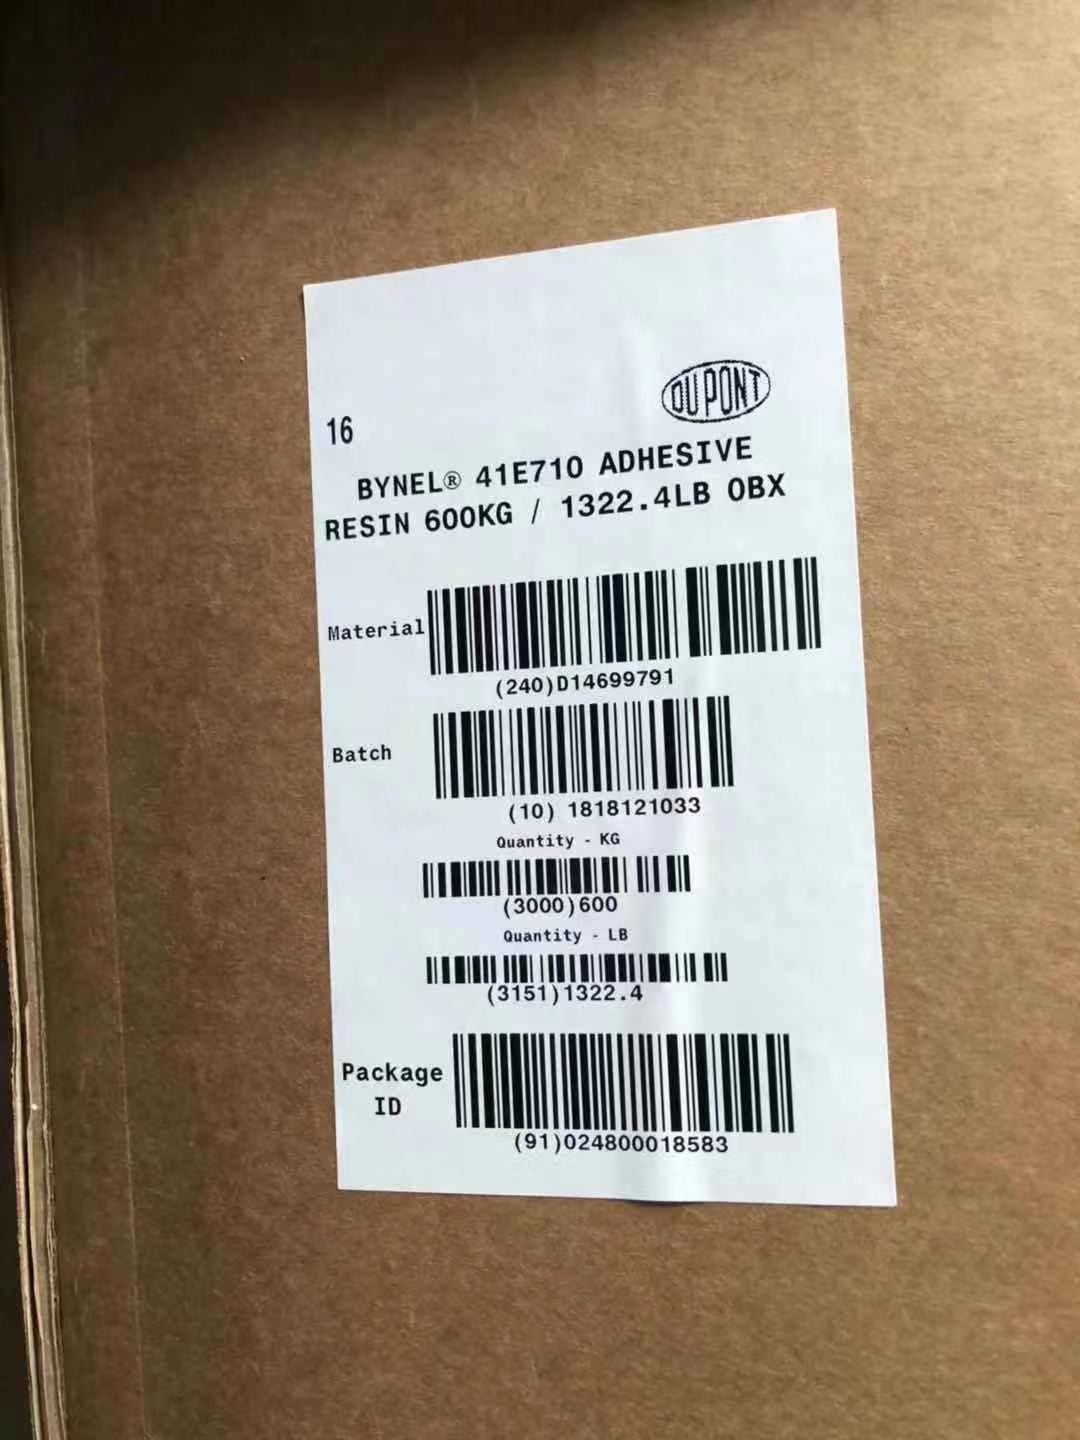 DUPONT
16
BYNEL® 41E710 ADHESIVE
RESIN 600KG / 1322.4LB OBX
Material
(240)D14699791
Batch
(10) 1818121033
Quantity - KG
(3000)600
Quantity - LB
(3151)1322.4
Package
ID
(91)024800018583